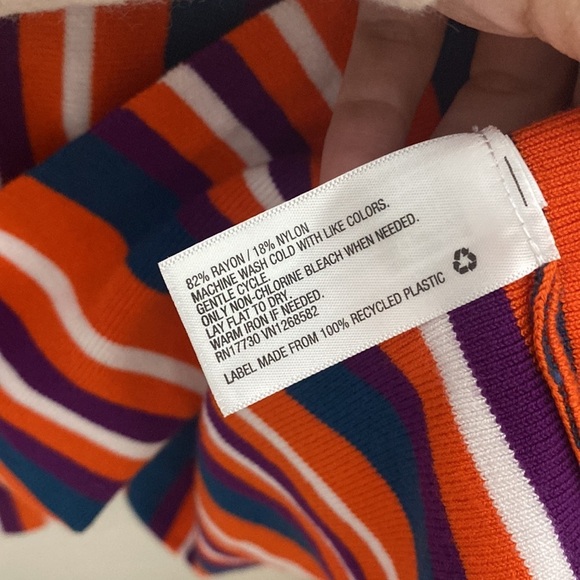 82% RAYON / 18% NYLON
MACHINE WASH COLD WITH LIKE COLORS.
GENTLE CYCLE
ONLY NON-CHLORINE BLEACH WHEN NEEDED.
LAY FLAT TO DRY.
WARM IRON IF NEEDED.
RN17730 VN1268582
LABEL MADE FROM 100% RECYCLED PLASTIC